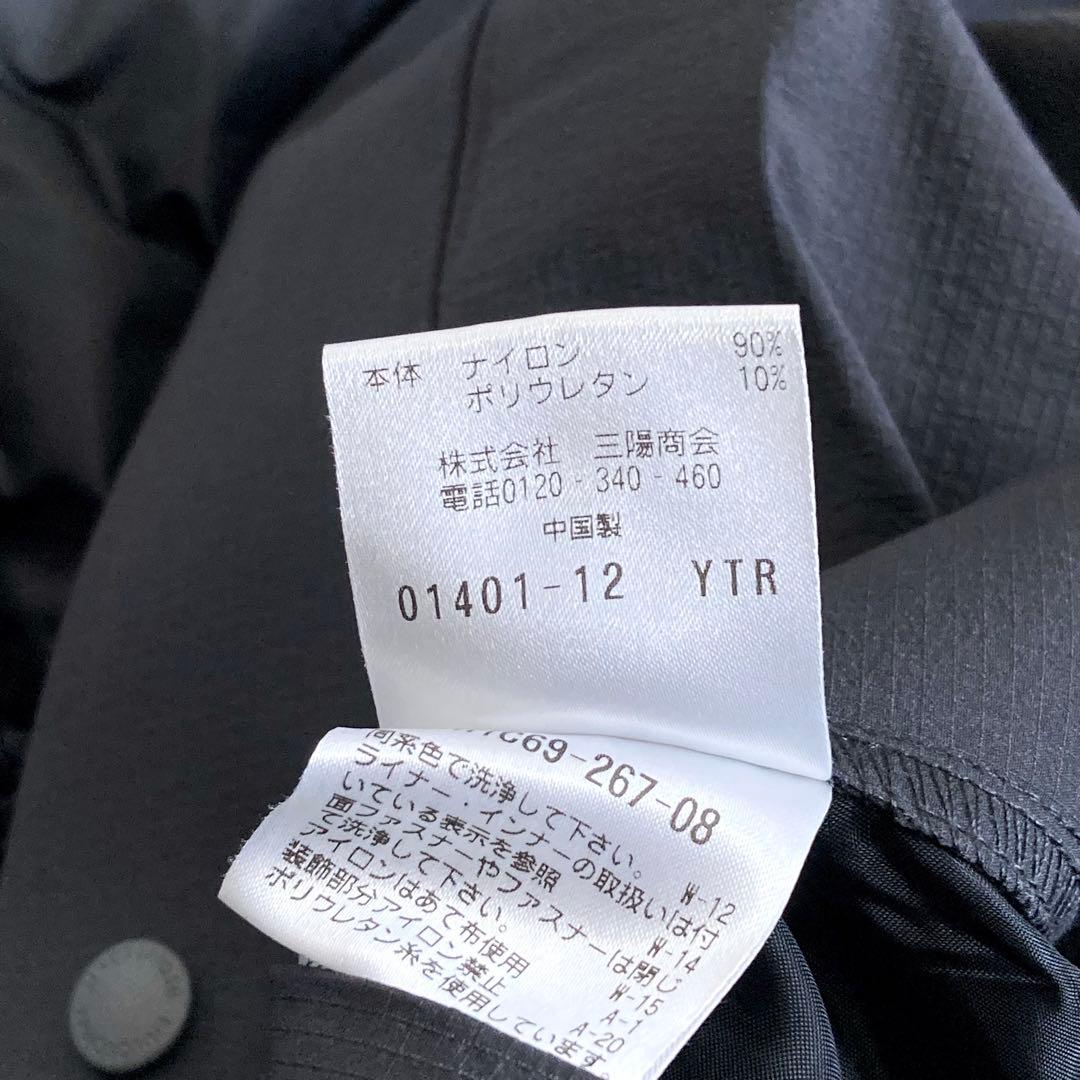 本体 ナイロン 90%
ポリウレタン 10%
株式会社 三陽商会
電話0120-340-460
中国製
01401-12 YTR
C69-267-08
同系色で洗浄して下さい。 W-12
ライナー・インナーの取扱いは付
いている表示を参照 W-14
面ファスナーやファスナーは閉じ
て洗浄して下さい。 W-15
アイロンはあて布使用 A-1
装飾部分アイロン禁止 A-20
ポリウレタン糸を使用しています。